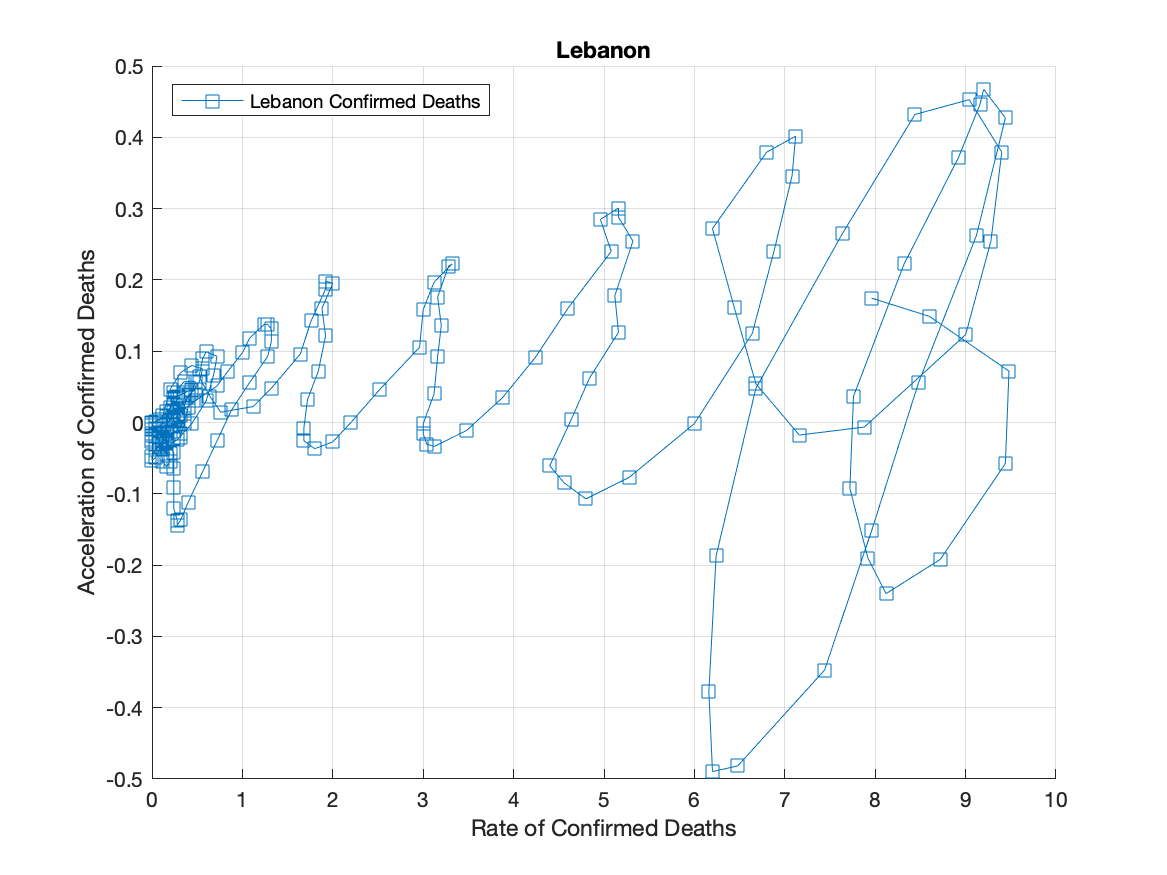 Lebanon
Lebanon Confirmed Deaths
Acceleration of Confirmed Deaths
0.5
0.4
0.3
0.2
0.1
0
-0.1
-0.2
-0.3
-0.4
-0.5
0 1 2 3 4 5 6 7 8 9 10
Rate of Confirmed Deaths